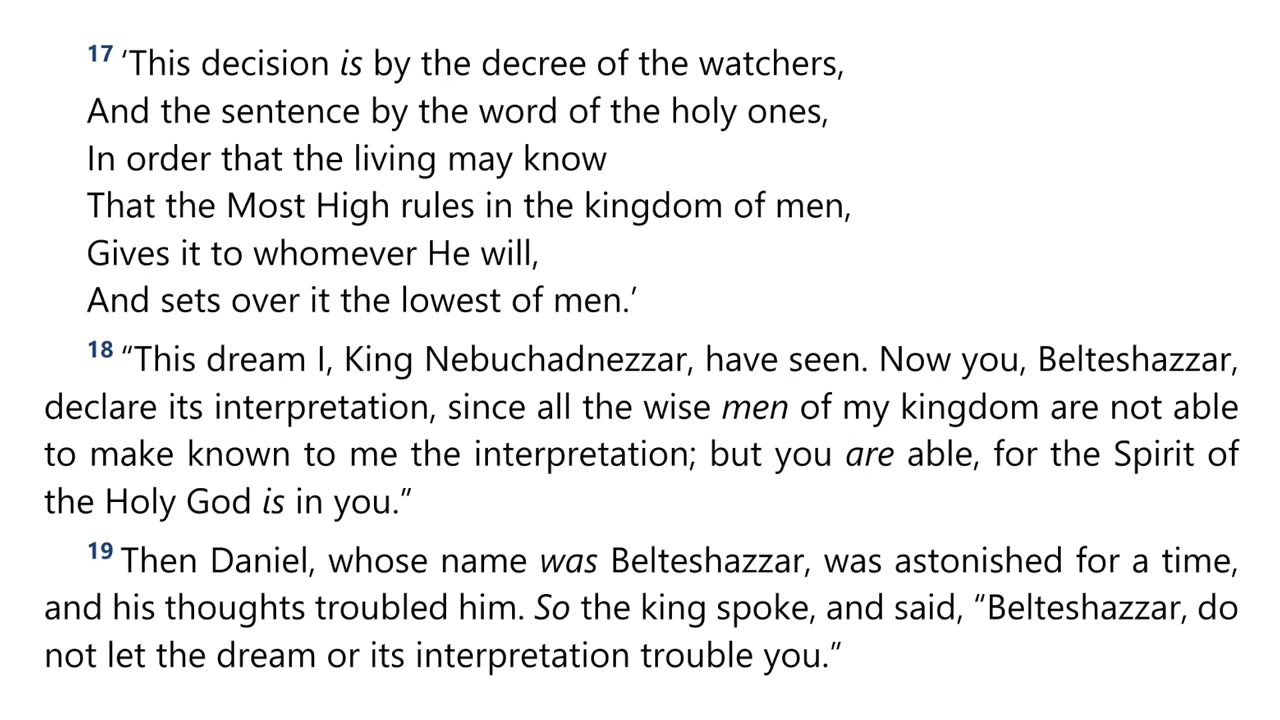 17 ‘This decision is by the decree of the watchers,
And the sentence by the word of the holy ones,
In order that the living may know
That the Most High rules in the kingdom of men,
Gives it to whomever He will,
And sets over it the lowest of men.’
18 “This dream I, King Nebuchadnezzar, have seen. Now you, Belteshazzar,
declare its interpretation, since all the wise men of my kingdom are not able
to make known to me the interpretation; but you are able, for the Spirit of
the Holy God is in you.”
19 Then Daniel, whose name was Belteshazzar, was astonished for a time,
and his thoughts troubled him. So the king spoke, and said, “Belteshazzar, do
not let the dream or its interpretation trouble you.”